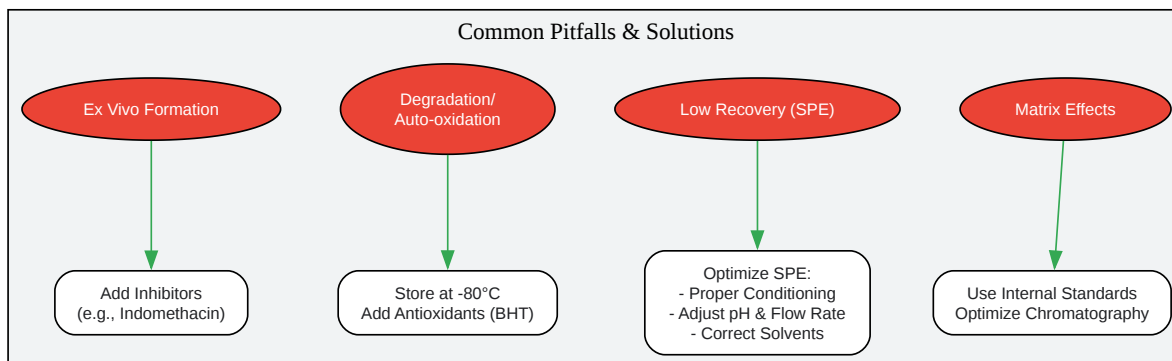 Common Pitfalls & Solutions
Ex Vivo Formation
Degradation/
Auto-oxidation
Low Recovery (SPE)
Matrix Effects
Add Inhibitors
(e.g., Indomethacin)
Store at -80°C
Add Antioxidants (BHT)
Optimize SPE:
- Proper Conditioning
- Adjust pH & Flow Rate
- Correct Solvents
Use Internal Standards
Optimize Chromatography